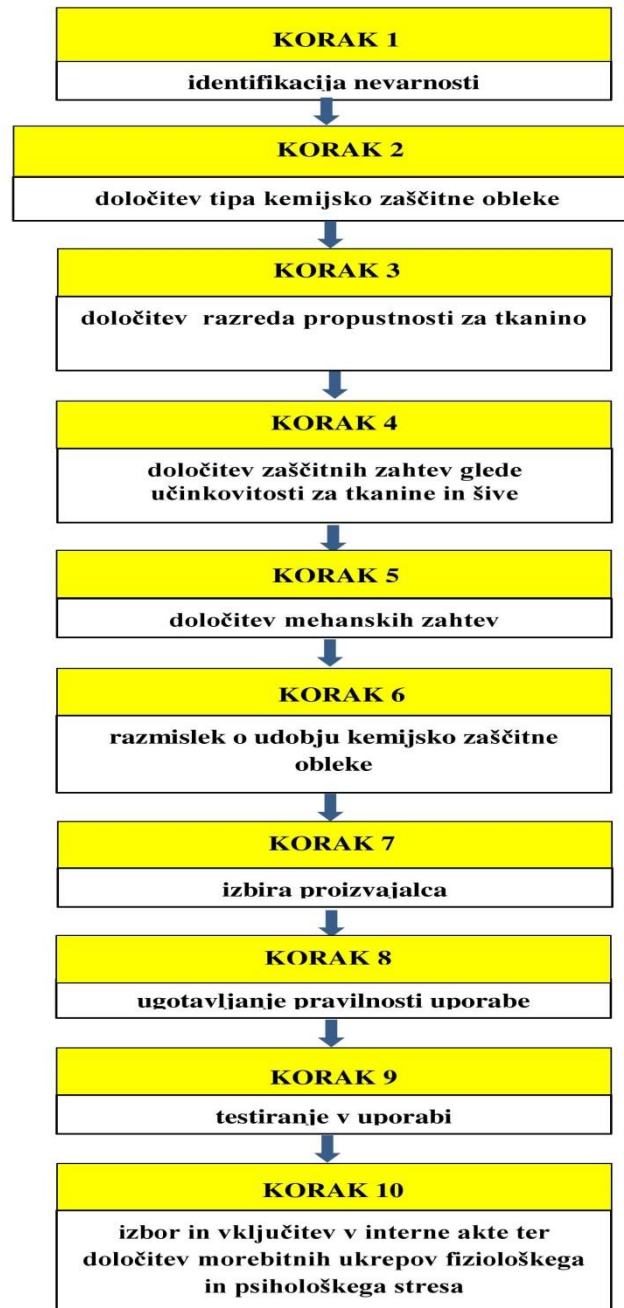 KORAK 1
identifikacija nevarnosti
KORAK 2
določitev tipa kemijsko zaščitne obleke
KORAK 3
določitev razreda propustnosti za tkanino
KORAK 4
določitev zaščitnih zahtev glede
učinkovitosti za tkanine in šive
KORAK 5
določitev mehanskih zahtev
KORAK 6
razmislek o udobju kemijsko zaščitne
obleke
KORAK 7
izbira proizvajalca
KORAK 8
ugotavljanje pravilnosti uporabe
KORAK 9
testiranje v uporabi
KORAK 10
izbor in vključitev v interne akte ter
določitev morebitnih ukrepov fiziološkega
in psihološkega stresa